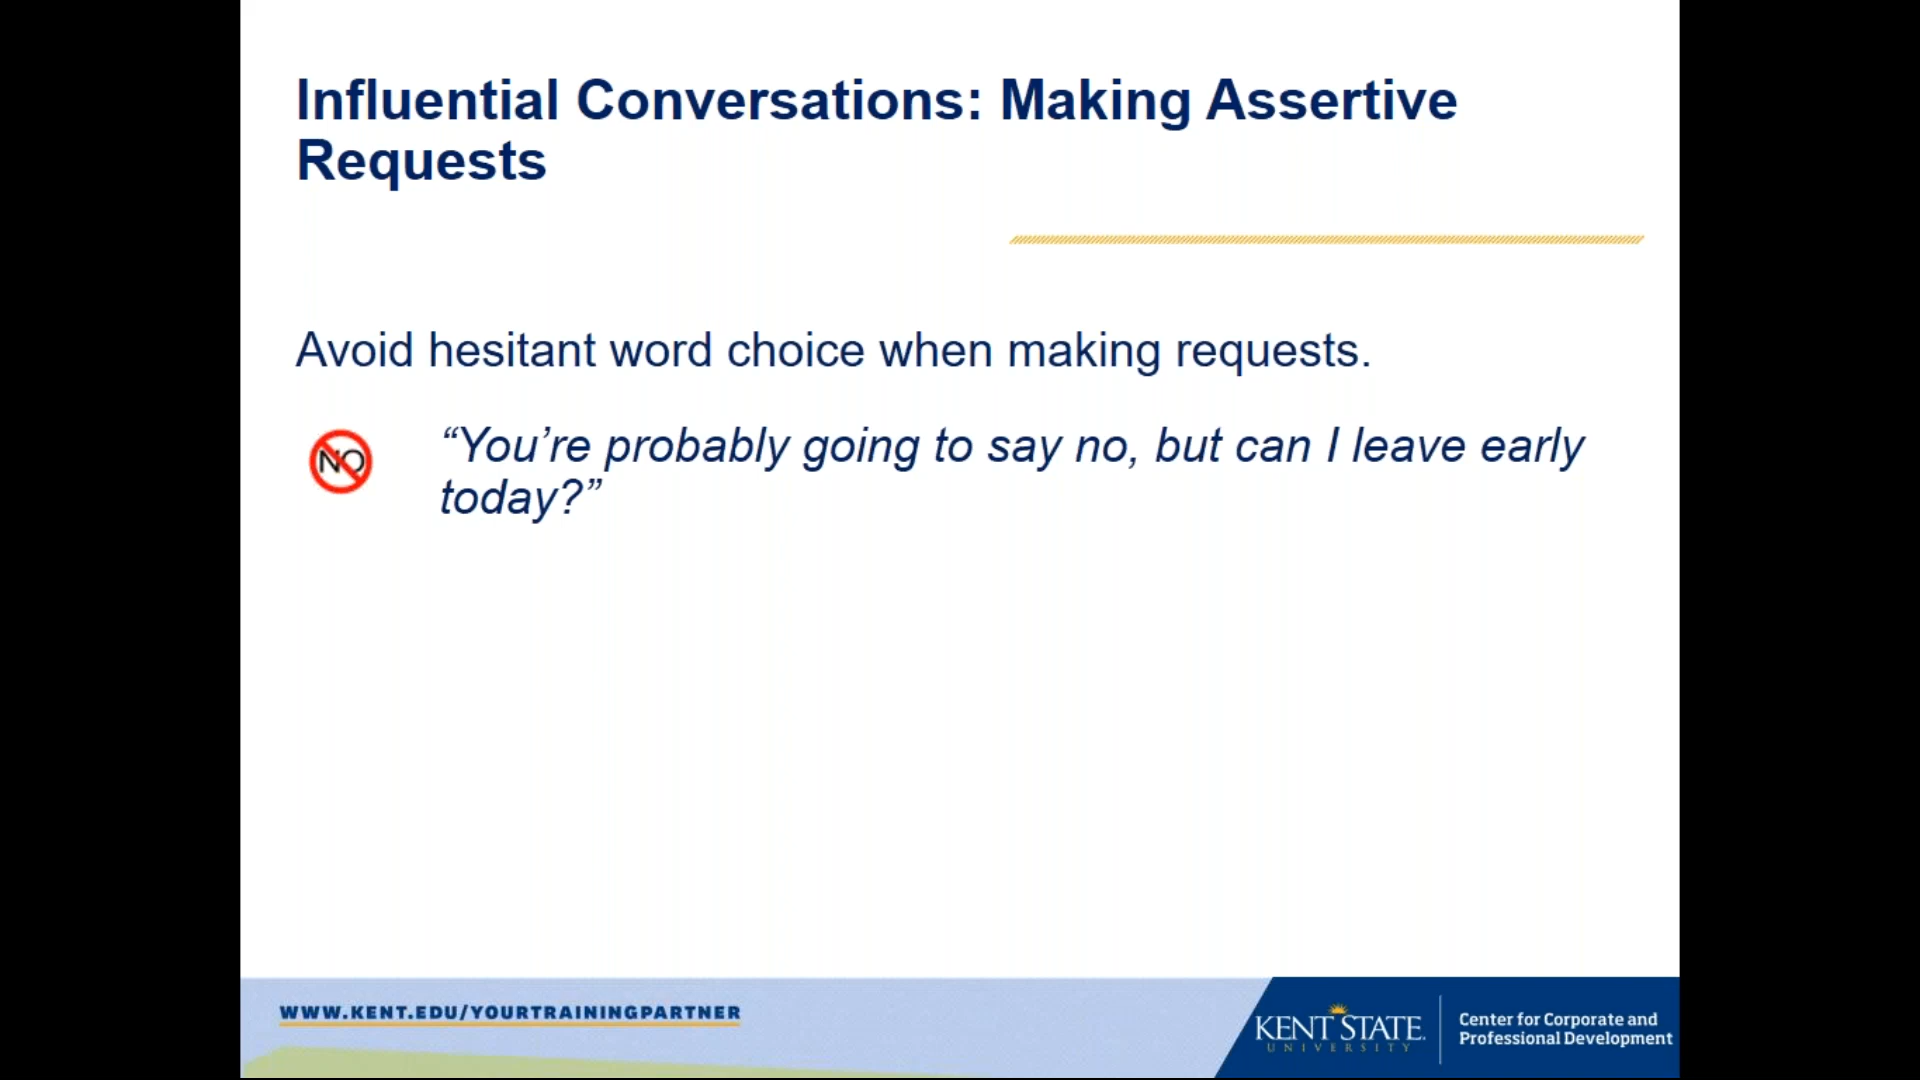 Influential Conversations: Making Assertive
Requests
Avoid hesitant word choice when making requests.
NO
“You’re probably going to say no, but can I leave early
today?”
WWW.KENT.EDU/YOURTRAININGPARTNER
KENT STATE.
UNIVERSITY
Center for Corporate and
Professional Development